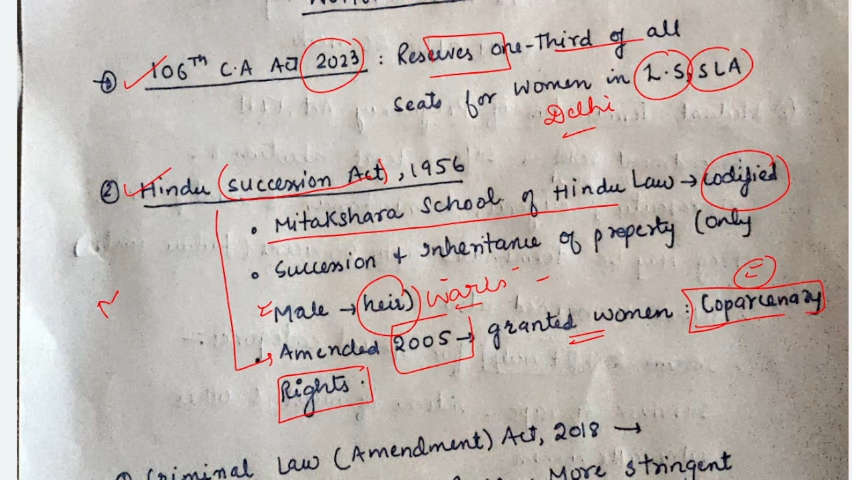 ① 106TH C.A Act 2023 : Reserves one-Third of all
seats for women in L.S, SLA
Delhi
② Hindu (succession Act), 1956
• Mitakshara School of Hindu Law → codified
• Succession & Inheritance of property (only
Male → heir) waris
• Amended 2005 → granted women : Coparcenary
Rights.
Criminal Law (Amendment) Act, 2018 →
More stringent